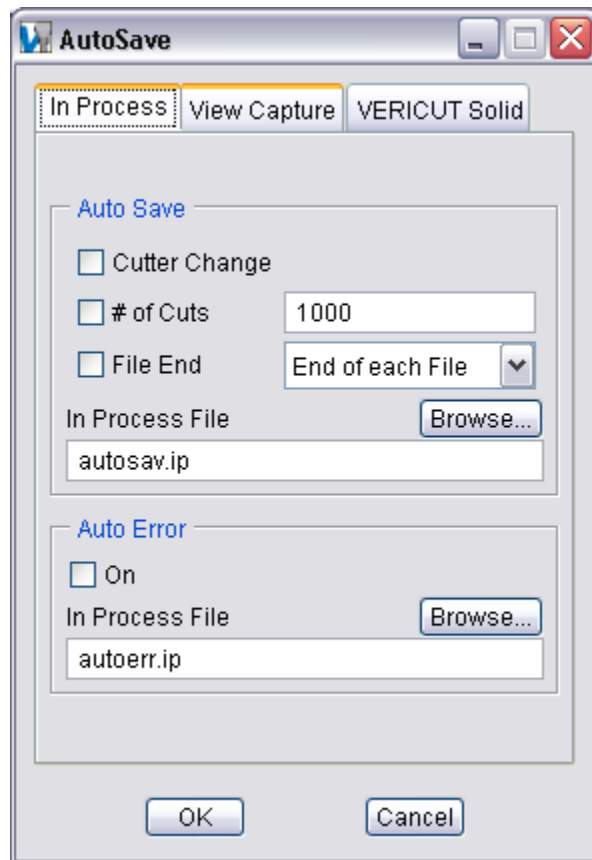 AutoSave
In Process View Capture VERICUT Solid
Auto Save
Cutter Change
# of Cuts 1000
File End End of each File
In Process File Browse...
autosav.ip
Auto Error
On
In Process File Browse...
autoerr.ip
OK Cancel